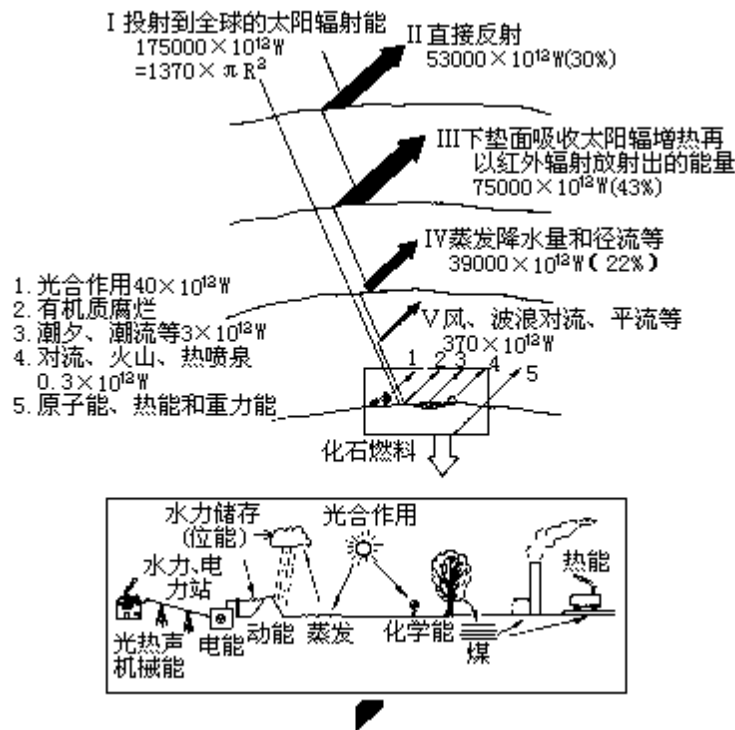 I 投射到全球的太阳辐射能
175000×10¹²W
=1370×πR²
II 直接反射
53000×10¹²W(30%)
III下垫面吸收太阳辐增热再
以红外辐射放射出的能量
75000×10¹²W(43%)
IV蒸发降水量和径流等
39000×10¹²W(22%)
V 风、波浪对流、平流等
370×10¹²W
1. 光合作用40×10¹²W
2. 有机质腐烂
3. 潮夕、潮流等3×10¹²W
4. 对流、火山、热喷泉
0.3×10¹²W
5. 原子能、热能和重力能
1 2 3 4 5
化石燃料
水力储存
(位能)
光合作用
水力、电
力站
热能
光热声
机械能
电能
动能
蒸发
化学能
煤